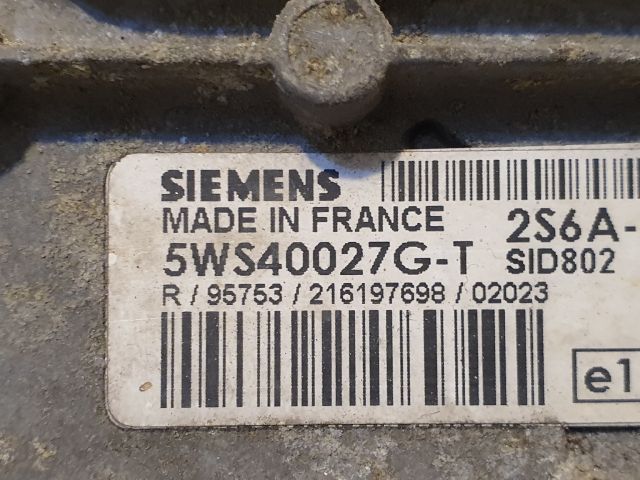 SIEMENS
MADE IN FRANCE
2S6A-
5WS40027G-T
SID802
R / 95753 / 216197698 / 02023
e1